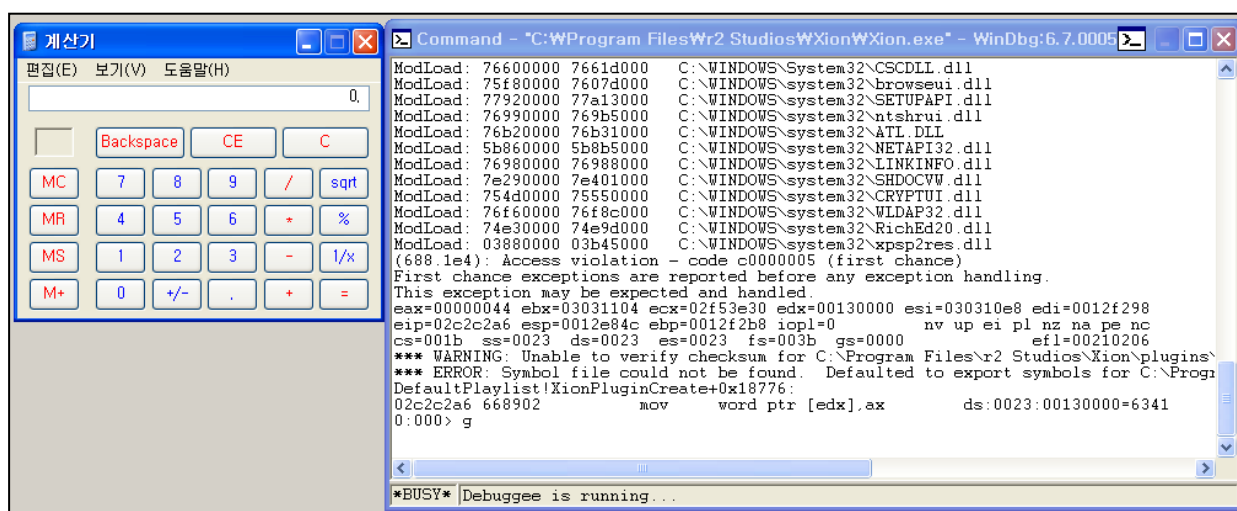 계산기
편집(E) 보기(V) 도움말(H)
0,
Backspace CE C
MC 7 8 9 / sqrt
MR 4 5 6 * %
MS 1 2 3 - 1/x
M+ 0 +/- , + =
Command - "C:₩Program Files₩r2 Studios₩Xion₩Xion.exe" - WinDbg:6.7.0005
ModLoad: 76600000 7661d000 C:\WINDOWS\System32\CSCDLL.dll
ModLoad: 75f80000 7607d000 C:\WINDOWS\system32\browseui.dll
ModLoad: 77920000 77a13000 C:\WINDOWS\system32\SETUPAPI.dll
ModLoad: 76990000 769b5000 C:\WINDOWS\system32\ntshrui.dll
ModLoad: 76b20000 76b31000 C:\WINDOWS\system32\ATL.DLL
ModLoad: 5b860000 5b8b5000 C:\WINDOWS\system32\NETAPI32.dll
ModLoad: 76980000 76988000 C:\WINDOWS\system32\LINKINFO.dll
ModLoad: 7e290000 7e401000 C:\WINDOWS\system32\SHDOCVW.dll
ModLoad: 754d0000 75550000 C:\WINDOWS\system32\CRYPTUI.dll
ModLoad: 76f60000 76f8c000 C:\WINDOWS\system32\WLDAP32.dll
ModLoad: 74e30000 74e9d000 C:\WINDOWS\system32\RichEd20.dll
ModLoad: 03880000 03b45000 C:\WINDOWS\system32\xpsp2res.dll
(688.1e4): Access violation - code c0000005 (first chance)
First chance exceptions are reported before any exception handling.
This exception may be expected and handled.
eax=00000044 ebx=03031104 ecx=02f53e30 edx=00130000 esi=030310e8 edi=0012f298
eip=02c2c2a6 esp=0012e84c ebp=0012f2b8 iopl=0 nv up ei pl nz na pe nc
cs=001b ss=0023 ds=0023 es=0023 fs=003b gs=0000 efl=00210206
*** WARNING: Unable to verify checksum for C:\Program Files\r2 Studios\Xion\plugins\
*** ERROR: Symbol file could not be found. Defaulted to export symbols for C:\Progr
DefaultPlaylist!XionPluginCreate+0x18776:
02c2c2a6 668902 mov word ptr [edx],ax ds:0023:00130000=6341
0:000> g
*BUSY* Debuggee is running...